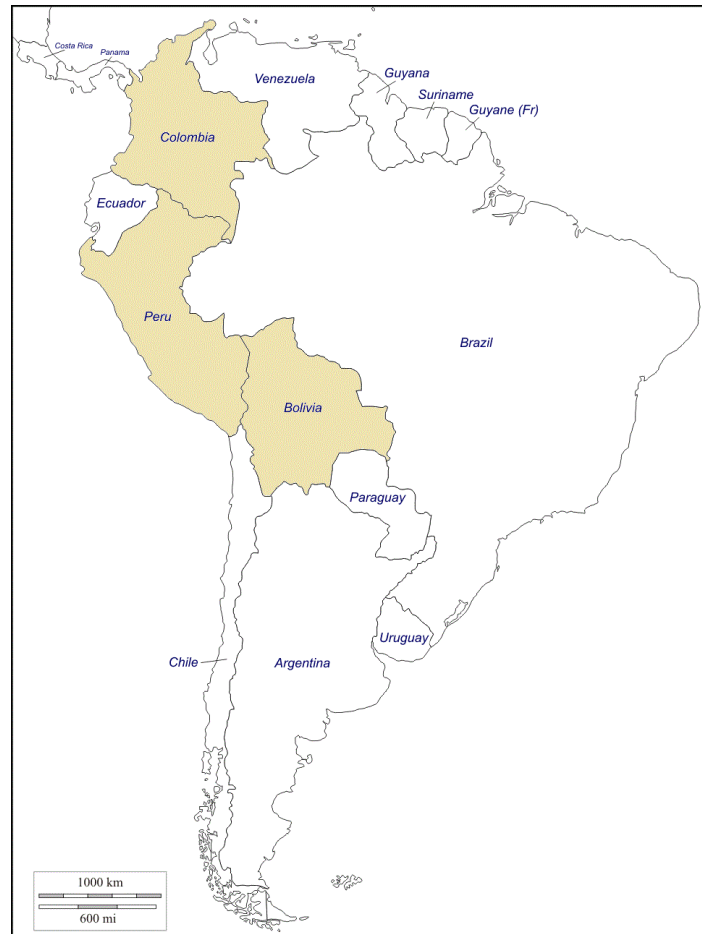 Costa Rica
Panama
Venezuela
Guyana
Suriname
Guyane (Fr)
Colombia
Ecuador
Peru
Brazil
Bolivia
Paraguay
Uruguay
Chile
Argentina
1000 km
600 mi